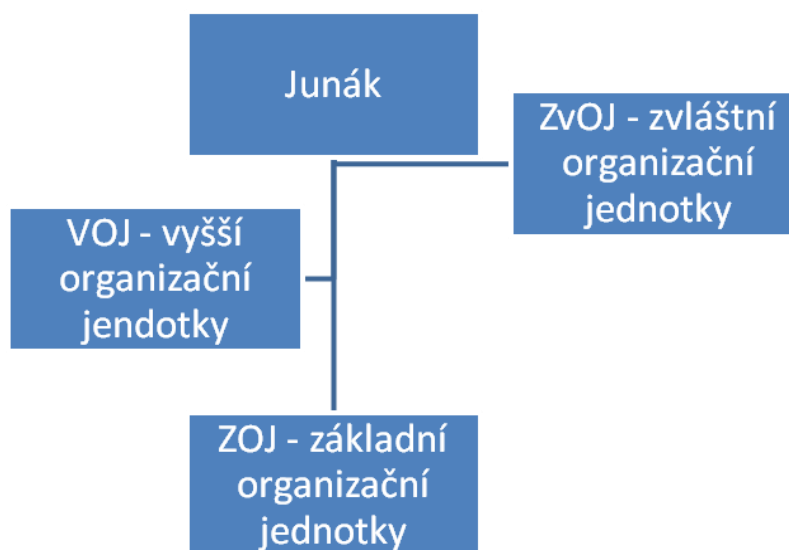 Junák
ZvOJ - zvláštní
organizační
jednotky
VOJ - vyšší
organizační
jendotky
ZOJ - základní
organizační
jednotky